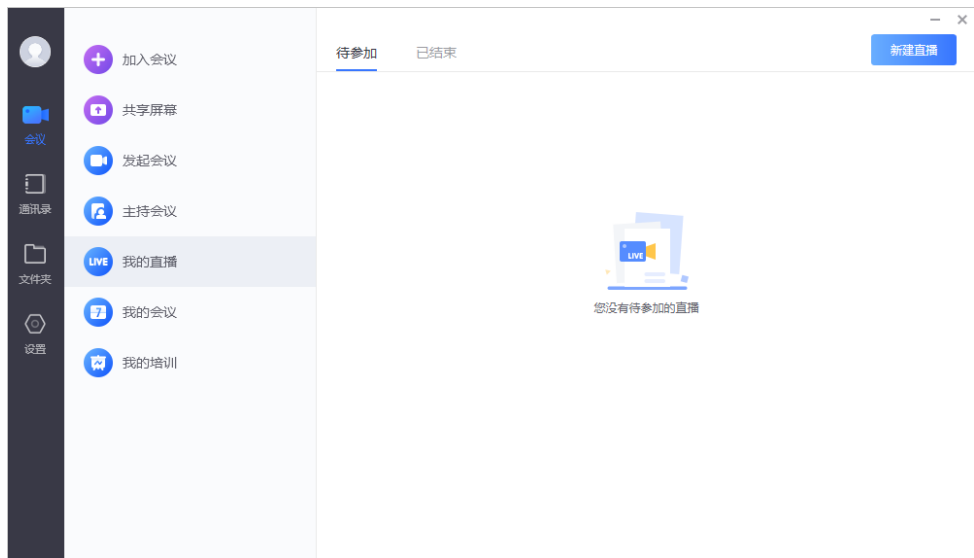 会议
通讯录
文件夹
设置
加入会议
共享屏幕
发起会议
主持会议
LIVE
我的直播
7
我的会议
我的培训
待参加
已结束
新建直播
LIVE
您没有待参加的直播